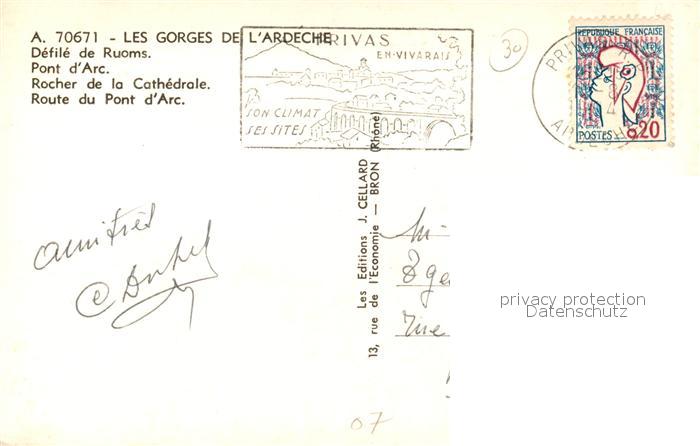 A. 70671 - LES GORGES DE L'ARDECHE
Défilé de Ruoms.
Pont d'Arc.
Rocher de la Cathédrale.
Route du Pont d'Arc.
PRIVAS
EN-VIVARAIS
SON CLIMAT
SES SITES
30
REPUBLIQUE FRANÇAISE
POSTES 0,20
Les Editions J. CELLARD
13, rue de l'Economie — BRON (Rhône)
amitiés
privacy protection
Datenschutz
07